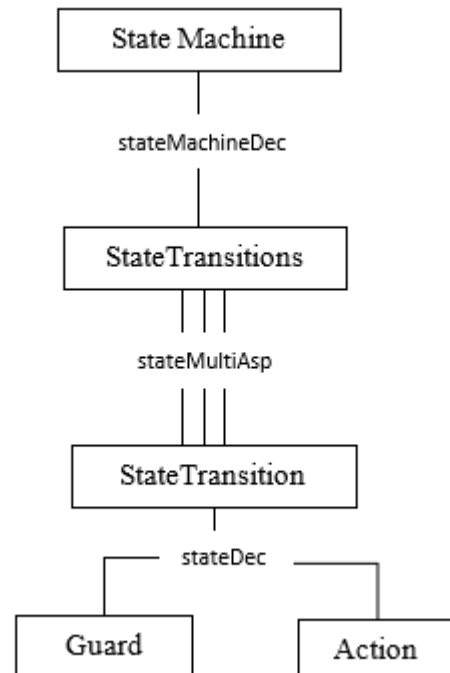 State Machine
stateMachineDec
StateTransitions
stateMultiAsp
StateTransition
stateDec
Guard
Action